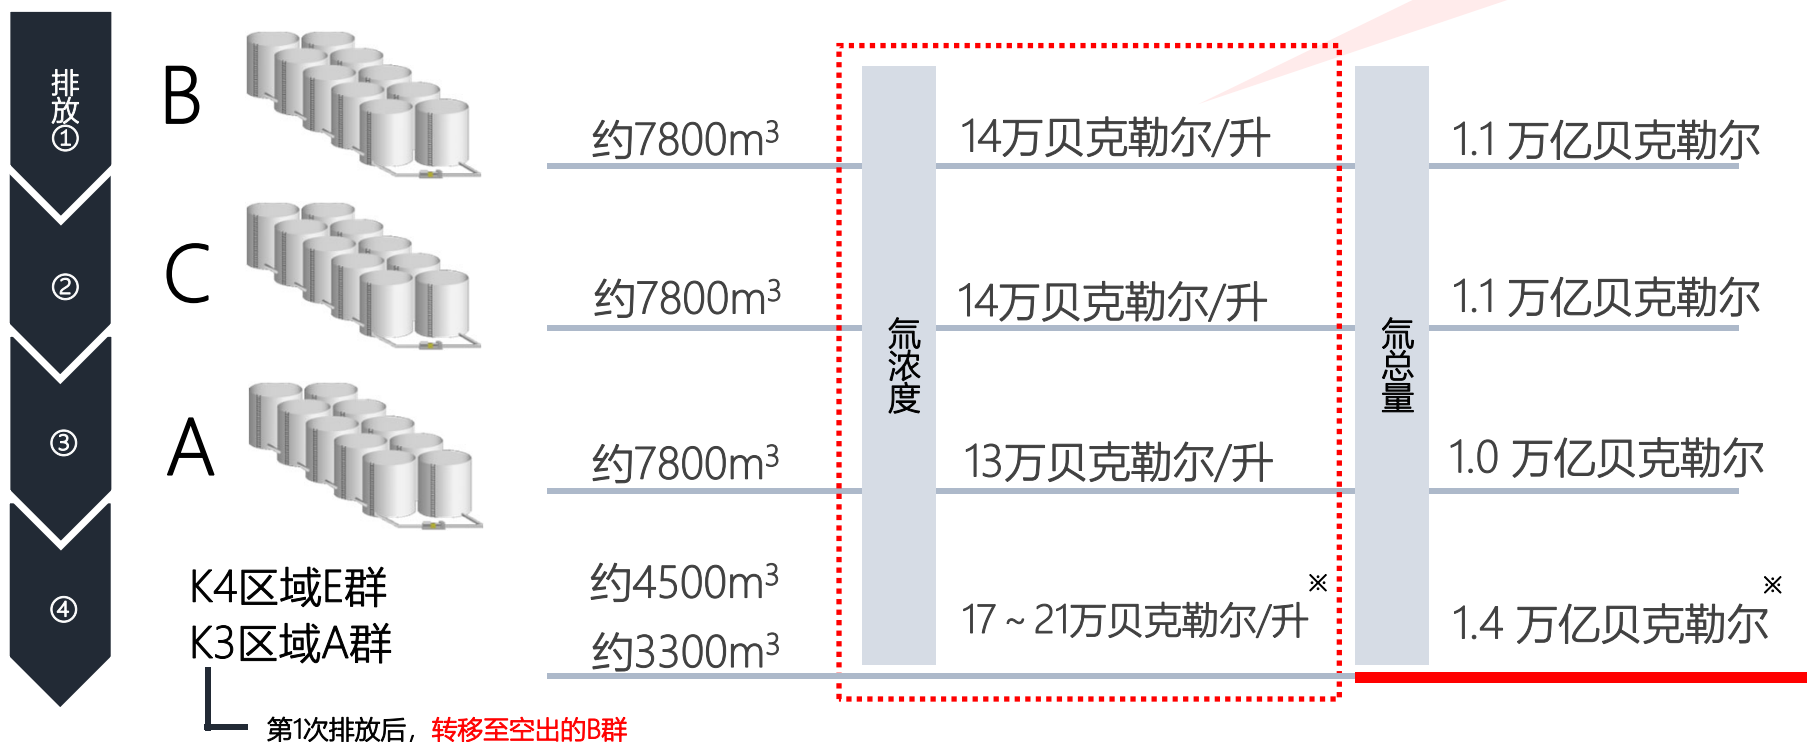 排放①
B
约7800m³
14万贝克勒尔/升
1.1 万亿贝克勒尔
②
C
约7800m³
14万贝克勒尔/升
1.1 万亿贝克勒尔
氚浓度
氚总量
③
A
约7800m³
13万贝克勒尔/升
1.0 万亿贝克勒尔
④
K4区域E群
约4500m³
K3区域A群
约3300m³
17~21万贝克勒尔/升※
1.4 万亿贝克勒尔※
第1次排放后，转移至空出的B群